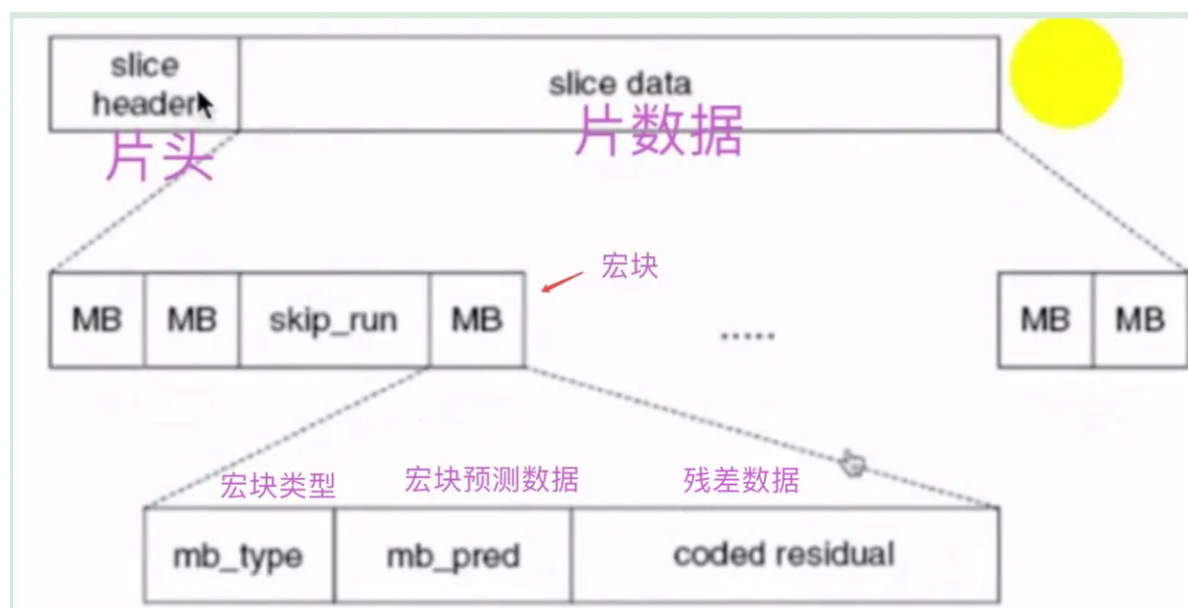 slice
header
slice data
片头
片数据
宏块
MB MB skip_run MB ..... MB MB
宏块类型 宏块预测数据 残差数据
mb_type mb_pred coded residual